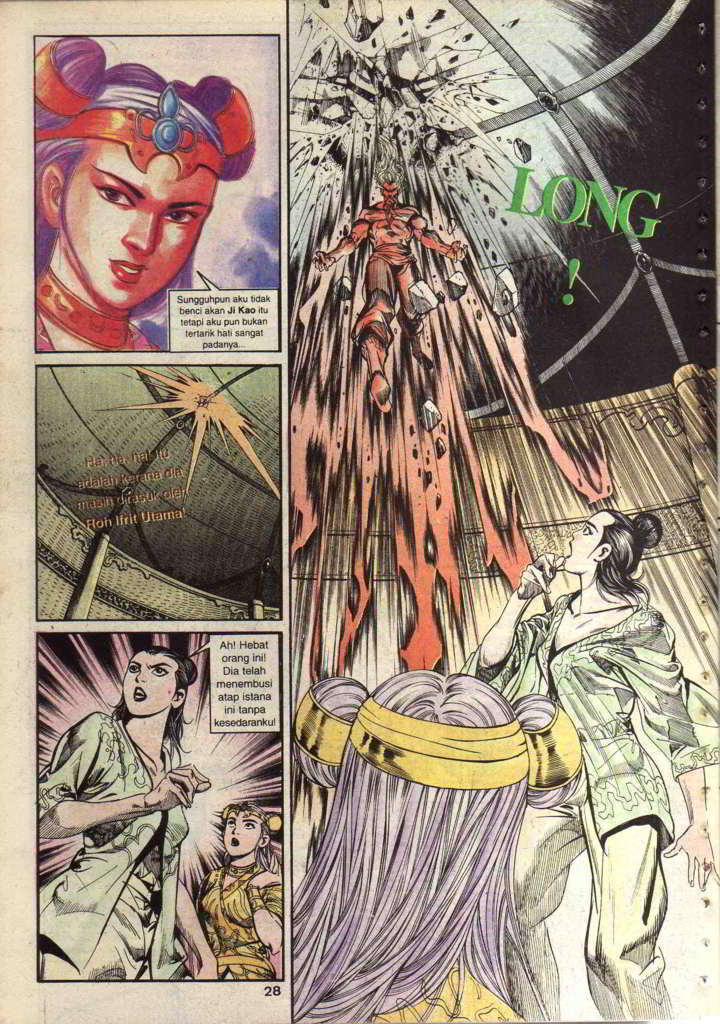 Sungguhpun aku tidak
benci akan Ji Kao itu
tetapi aku pun bukan
tertarik hati sangat
padanya...
Ha, ha, ha! Itu
adalah kerana dia
masih dirasuk oleh
Roh Ifrit Utama!
Ah! Hebat
orang ini!
Dia telah
menembusi
atap istana
ini tanpa
kesedaranku!
LONG
!
28